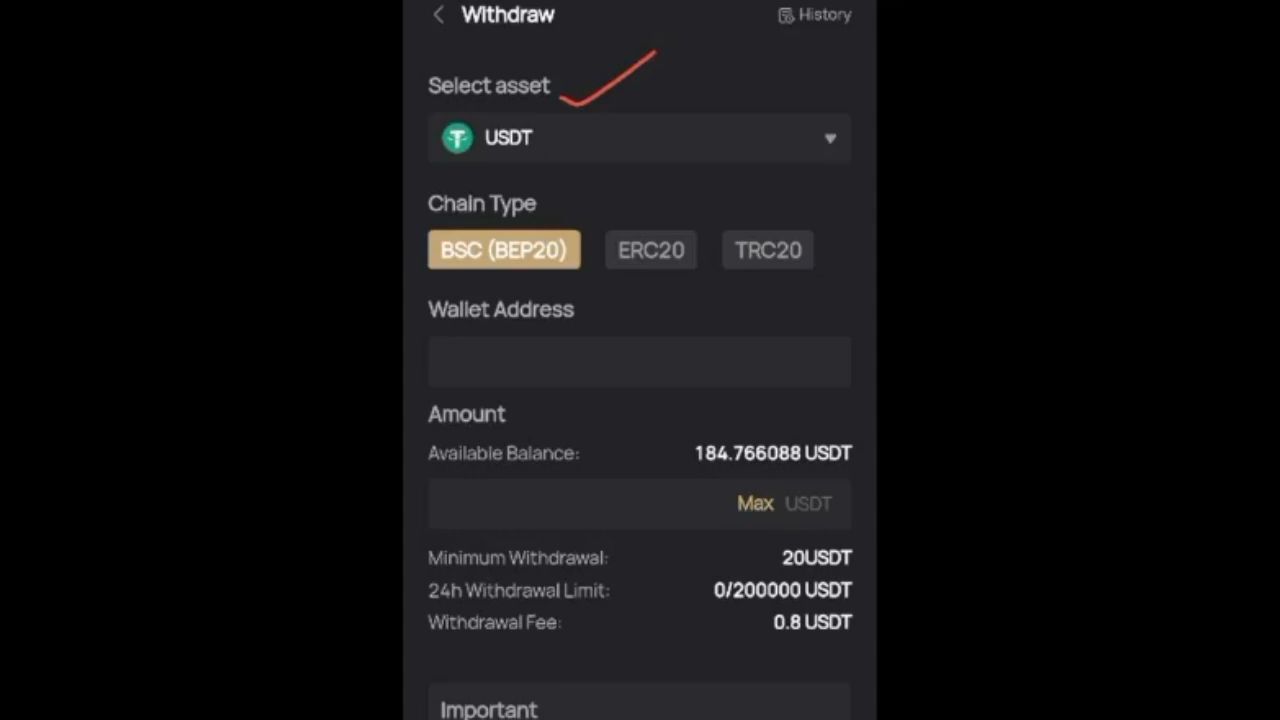 Withdraw
History
Select asset
USDT
Chain Type
BSC (BEP20) ERC20 TRC20
Wallet Address
Amount
Available Balance: 184.766088 USDT
Max USDT
Minimum Withdrawal: 20USDT
24h Withdrawal Limit: 0/200000 USDT
Withdrawal Fee: 0.8 USDT
Important